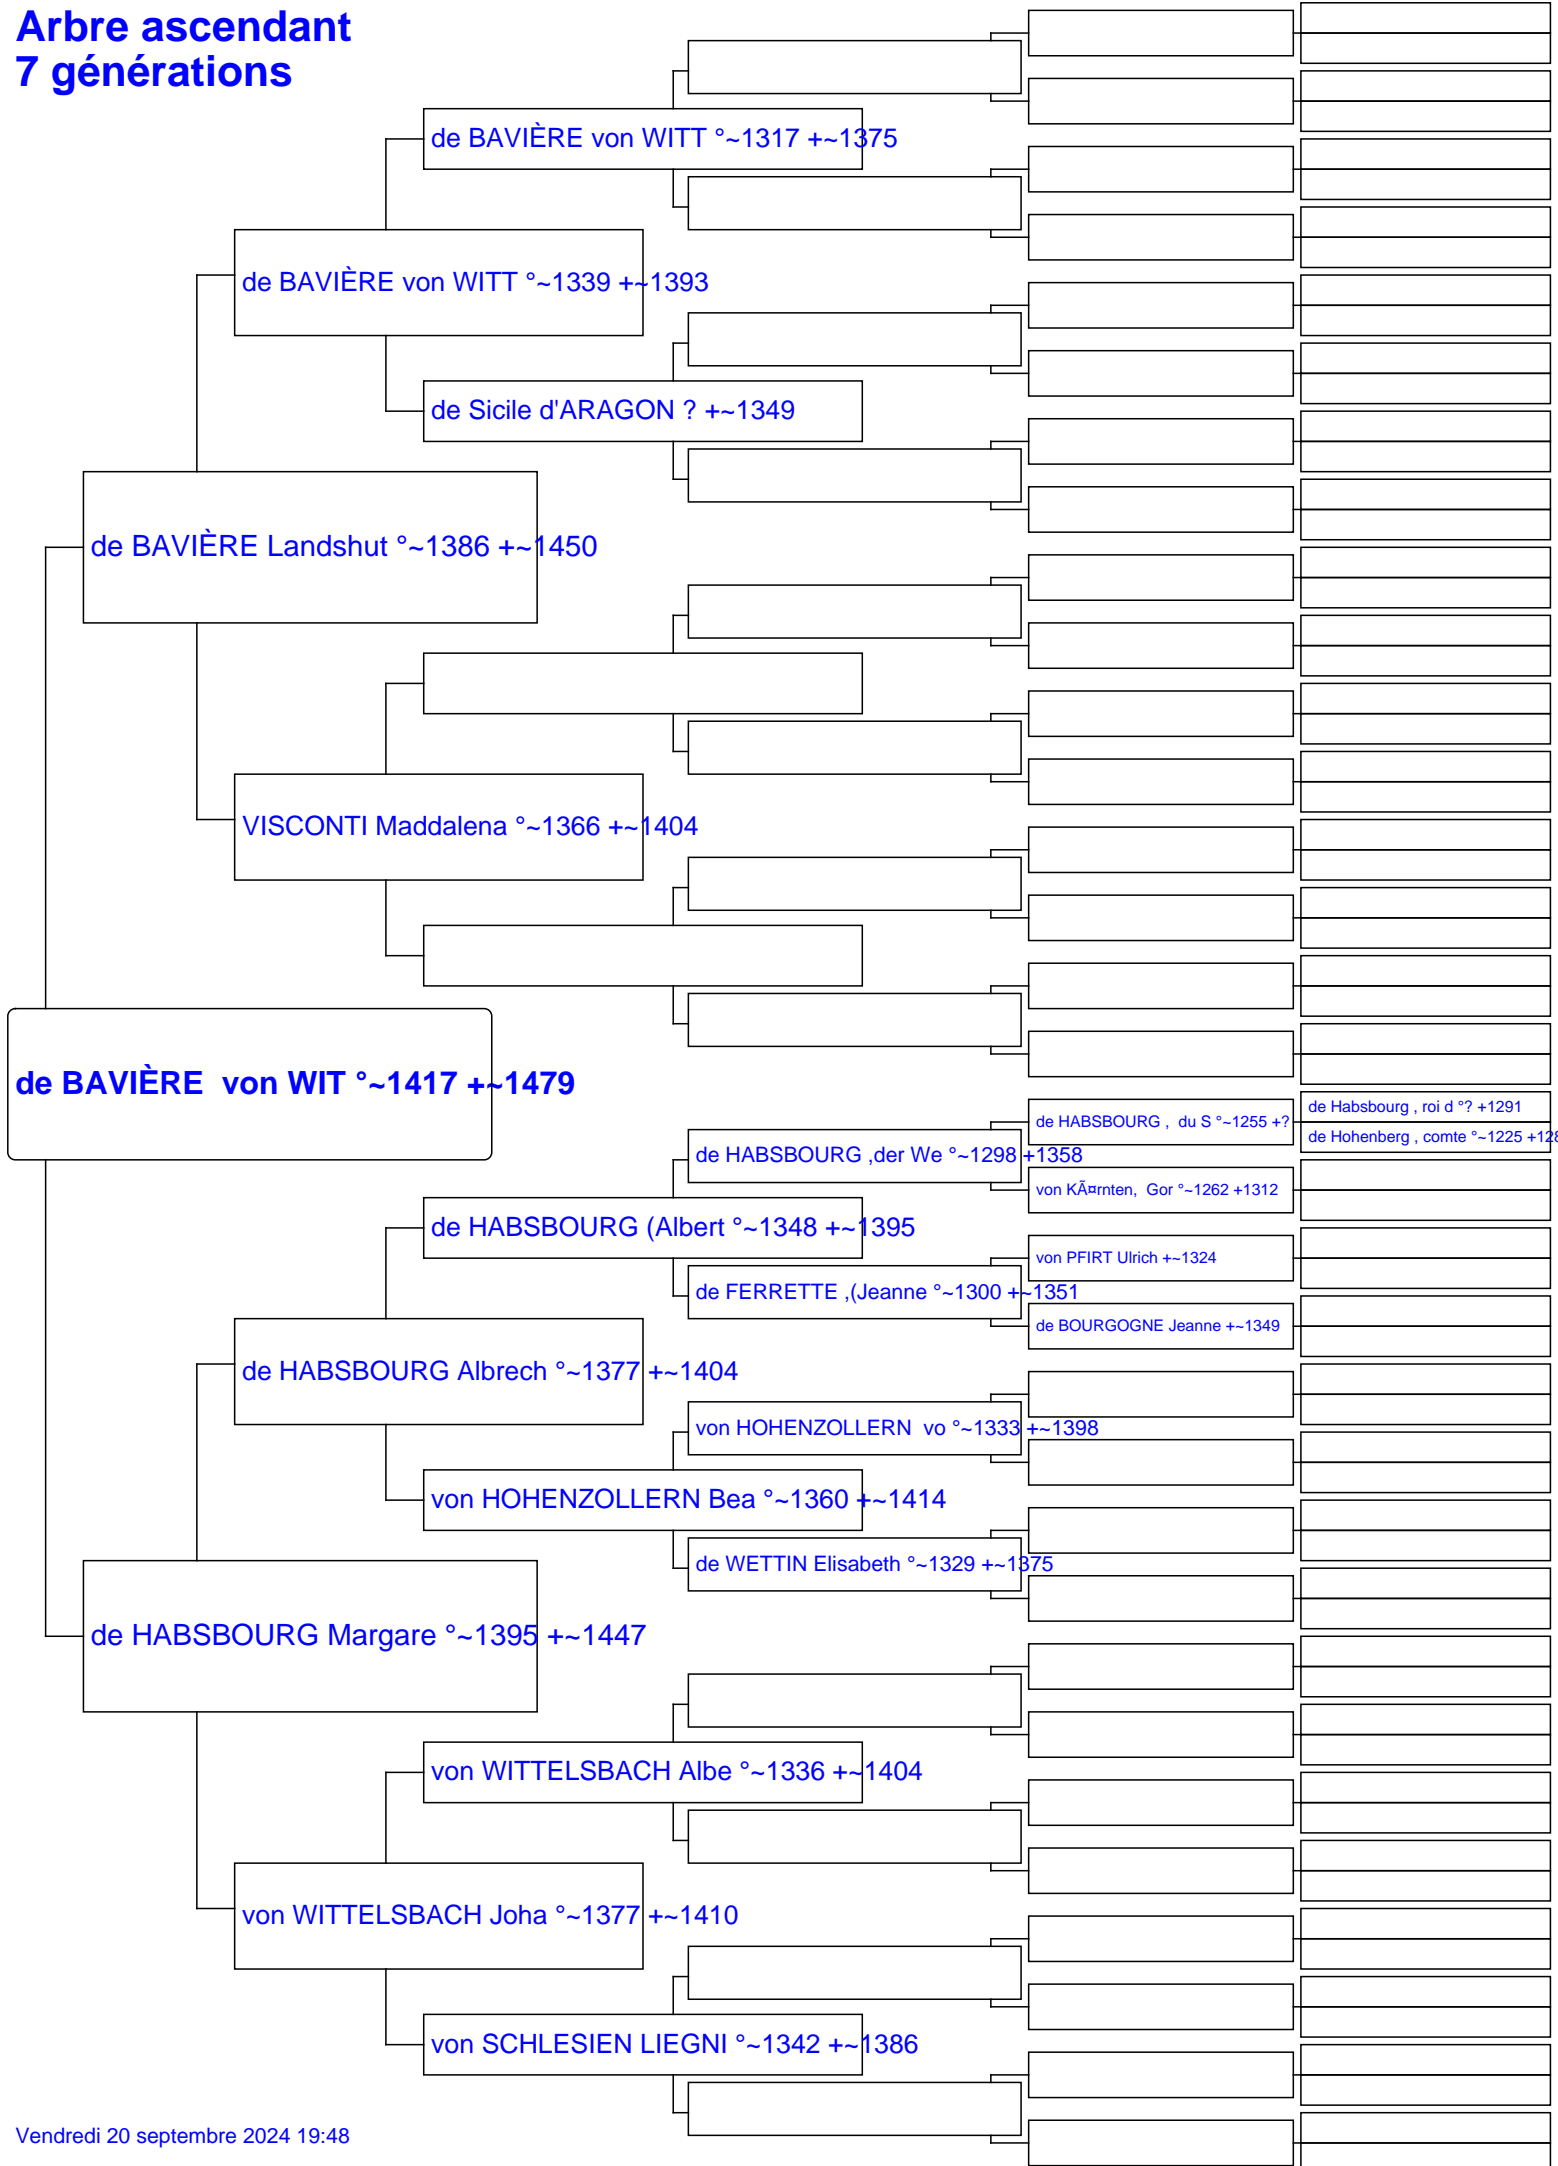 Arbre ascendant
7 générations
de BAVIÈRE von WITT °~1317 +~1375
de BAVIÈRE von WITT °~1339 +~1393
de Sicile d'ARAGON ? +~1349
de BAVIÈRE Landshut °~1386 +~1450
VISCONTI Maddalena °~1366 +~1404
de BAVIÈRE  von WIT °~1417 +~1479
de HABSBOURG ,  du S °~1255 +?
de Habsbourg , roi d °? +1291
de Hohenberg , comte °~1225 +128
de HABSBOURG ,der We °~1298 +1358
von KÃ¤rnten,  Gor °~1262 +1312
de HABSBOURG (Albert °~1348 +~1395
von PFIRT Ulrich +~1324
de FERRETTE ,(Jeanne °~1300 +~1351
de BOURGOGNE Jeanne +~1349
de HABSBOURG Albrech °~1377 +~1404
von HOHENZOLLERN  vo °~1333 +~1398
von HOHENZOLLERN Bea °~1360 +~1414
de WETTIN Elisabeth °~1329 +~1375
de HABSBOURG Margare °~1395 +~1447
von WITTELSBACH Albe °~1336 +~1404
von WITTELSBACH Joha °~1377 +~1410
von SCHLESIEN LIEGNI °~1342 +~1386
Vendredi 20 septembre 2024 19:48